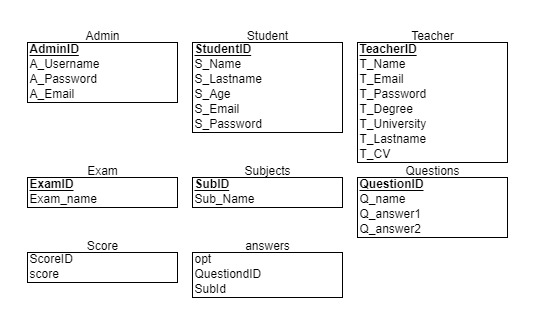 Admin
AdminID
A_Username
A_Password
A_Email
Student
StudentID
S_Name
S_Lastname
S_Age
S_Email
S_Password
Teacher
TeacherID
T_Name
T_Email
T_Password
T_Degree
T_University
T_Lastname
T_CV
Exam
ExamID
Exam_name
Subjects
SubID
Sub_Name
Questions
QuestionID
Q_name
Q_answer1
Q_answer2
Score
ScoreID
score
answers
opt
QuestiondID
SubId